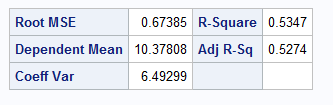 Root MSE 0.67385 R-Square 0.5347
Dependent Mean 10.37808 Adj R-Sq 0.5274
Coeff Var 6.49299